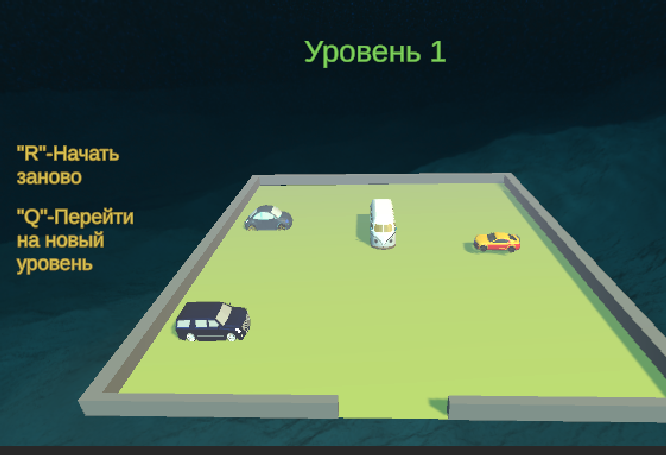 Уровень 1
"R"-Начать
заново
"Q"-Перейти
на новый
уровень